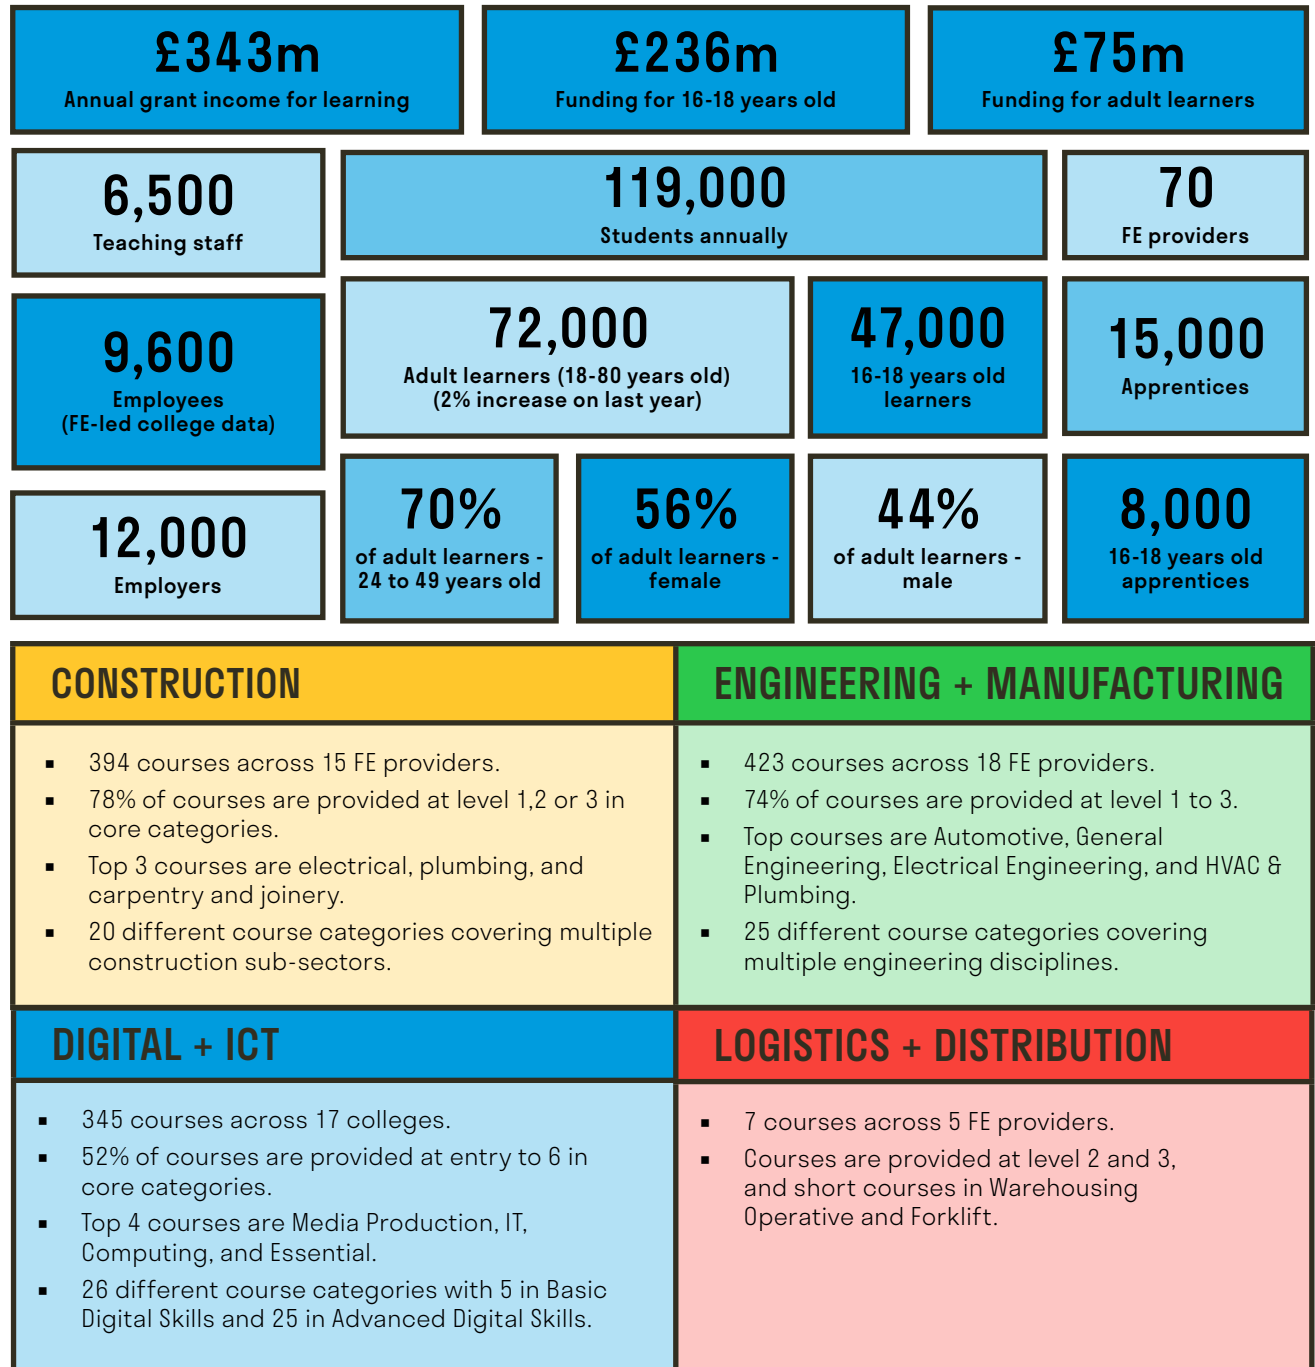 £343m
Annual grant income for learning
£236m
Funding for 16-18 years old
£75m
Funding for adult learners
6,500
Teaching staff
119,000
Students annually
70
FE providers
9,600
Employees
(FE-led college data)
72,000
Adult learners (18-80 years old)
(2% increase on last year)
47,000
16-18 years old
learners
15,000
Apprentices
12,000
Employers
70%
of adult learners -
24 to 49 years old
56%
of adult learners -
female
44%
of adult learners -
male
8,000
16-18 years old
apprentices
CONSTRUCTION
▪ 394 courses across 15 FE providers.
▪ 78% of courses are provided at level 1,2 or 3 in
core categories.
▪ Top 3 courses are electrical, plumbing, and
carpentry and joinery.
▪ 20 different course categories covering multiple
construction sub-sectors.
ENGINEERING + MANUFACTURING
▪ 423 courses across 18 FE providers.
▪ 74% of courses are provided at level 1 to 3.
▪ Top courses are Automotive, General
Engineering, Electrical Engineering, and HVAC &
Plumbing.
▪ 25 different course categories covering
multiple engineering disciplines.
DIGITAL + ICT
▪ 345 courses across 17 colleges.
▪ 52% of courses are provided at entry to 6 in
core categories.
▪ Top 4 courses are Media Production, IT,
Computing, and Essential.
▪ 26 different course categories with 5 in Basic
Digital Skills and 25 in Advanced Digital Skills.
LOGISTICS + DISTRIBUTION
▪ 7 courses across 5 FE providers.
▪ Courses are provided at level 2 and 3,
and short courses in Warehousing
Operative and Forklift.